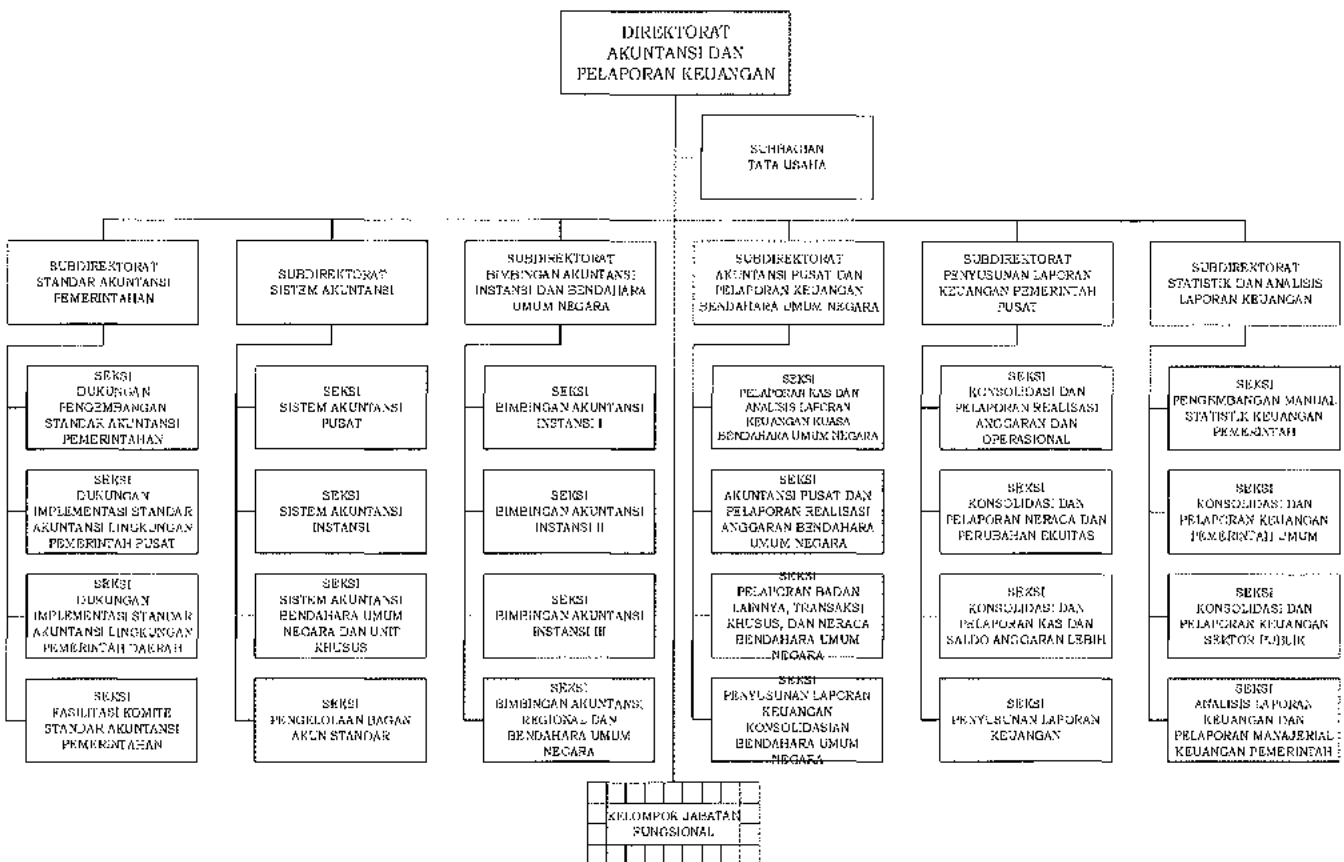 DIREKTORAT
AKUNTANSI DAN
PELAPORAN KEUANGAN
SUBBAGIAN
TATA USAHA
SUBDIREKTORAT
STANDAR AKUNTANSI
PEMERINTAHAN
SUBDIREKTORAT
SISTEM AKUNTANSI
SUBDIREKTORAT
BIMBINGAN AKUNTANSI
INSTANSI DAN BENDAHARA
UMUM NEGARA
SUBDIREKTORAT
AKUNTANSI PUSAT DAN
PELAPORAN KEUANGAN
BENDAHARA UMUM NEGARA
SUBDIREKTORAT
PENYUSUNAN LAPORAN
KEUANGAN PEMERINTAH
PUSAT
SUBDIREKTORAT
STATISTIK DAN ANALISIS
LAPORAN KEUANGAN
SEKSI
DUKUNGAN
PENGEMBANGAN
STANDAR AKUNTANSI
PEMERINTAHAN
SEKSI
SISTEM AKUNTANSI
PUSAT
SEKSI
BIMBINGAN AKUNTANSI
INSTANSI I
SEKSI
PELAPORAN KAS DAN
ANALISIS LAPORAN
KEUANGAN KUASA
BENDAHARA UMUM NEGARA
SEKSI
KONSOLIDASI DAN
PELAPORAN REALISASI
ANGGARAN DAN
OPERASIONAL
SEKSI
PENGEMBANGAN MANUAL
STATISTIK KEUANGAN
PEMERINTAH
SEKSI
DUKUNGAN
IMPLEMENTASI STANDAR
AKUNTANSI LINGKUNGAN
PEMERINTAH PUSAT
SEKSI
SISTEM AKUNTANSI
INSTANSI
SEKSI
BIMBINGAN AKUNTANSI
INSTANSI II
SEKSI
AKUNTANSI PUSAT DAN
PELAPORAN REALISASI
ANGGARAN BENDAHARA
UMUM NEGARA
SEKSI
KONSOLIDASI DAN
PELAPORAN NERACA DAN
PERUBAHAN EKUITAS
SEKSI
KONSOLIDASI DAN
PELAPORAN KEUANGAN
PEMERINTAH UMUM
SEKSI
DUKUNGAN
IMPLEMENTASI STANDAR
AKUNTANSI LINGKUNGAN
PEMERINTAH DAERAH
SEKSI
SISTEM AKUNTANSI
BENDAHARA UMUM
NEGARA DAN UNIT
KHUSUS
SEKSI
BIMBINGAN AKUNTANSI
INSTANSI III
SEKSI
PELAPORAN BADAN
LAINNYA, TRANSAKSI
KHUSUS, DAN NERACA
BENDAHARA UMUM
NEGARA
SEKSI
KONSOLIDASI DAN
PELAPORAN KAS DAN
SALDO ANGGARAN LEBIH
SEKSI
KONSOLIDASI DAN
PELAPORAN KEUANGAN
SEKTOR PUBLIK
SEKSI
FASILITASI KOMITE
STANDAR AKUNTANSI
PEMERINTAHAN
SEKSI
PENGELOLAAN BAGAN
AKUN STANDAR
SEKSI
BIMBINGAN AKUNTANSI
REGIONAL DAN
BENDAHARA UMUM
NEGARA
SEKSI
PENYUSUNAN LAPORAN
KEUANGAN
KONSOLIDASIAN
BENDAHARA UMUM
NEGARA
SEKSI
PENYUSUNAN LAPORAN
KEUANGAN
SEKSI
ANALISIS LAPORAN
KEUANGAN DAN
PELAPORAN MANAJERIAL
KEUANGAN PEMERINTAH
KELOMPOK JABATAN
FUNGSIONAL